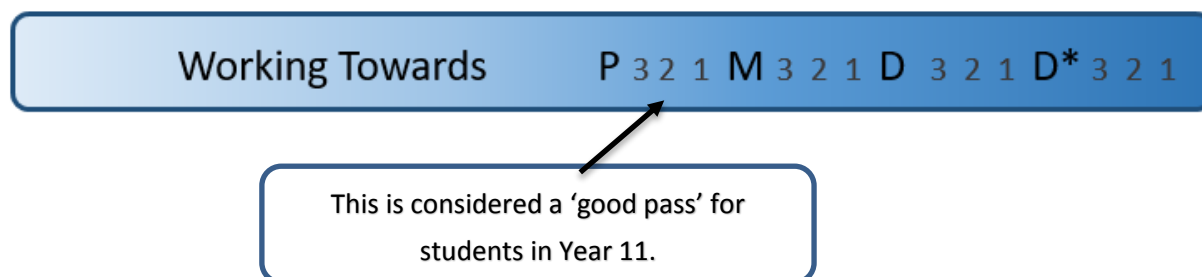 Working Towards P 3 2 1 M 3 2 1 D 3 2 1 D* 3 2 1
This is considered a ‘good pass’ for
students in Year 11.